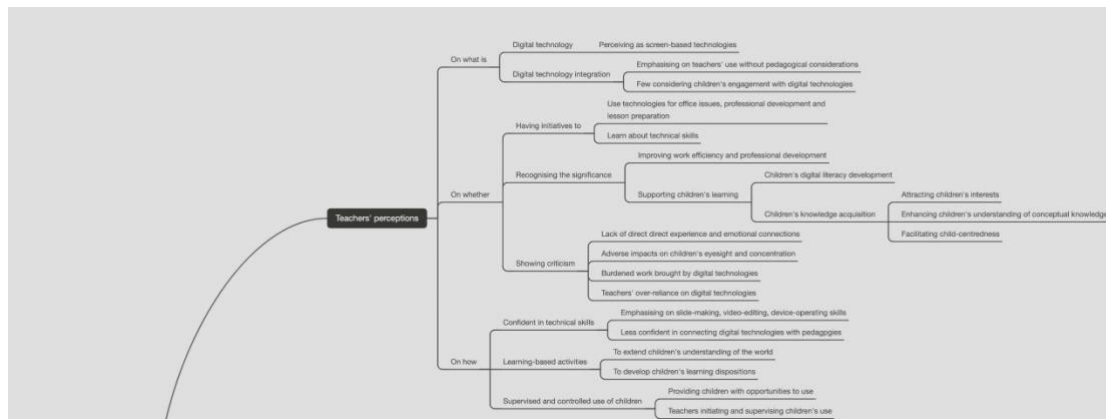 Digital technology
Perceiving as screen-based technologies
On what is
Digital technology integration
Emphasising on teachers' use without pedagogical considerations
Few considering children's engagement with digital technologies
Having initiatives to
Use technologies for office issues, professional development and
lesson preparation
Learn about technical skills
Teachers' perceptions
On whether
Recognising the significance
Improving work efficiency and professional development
Supporting children's learning
Children's digital literacy development
Children's knowledge acquisition
Attracting children's interests
Enhancing children's understanding of conceptual knowledge
Facilitating child-centredness
Showing criticism
Lack of direct direct experience and emotional connections
Adverse impacts on children's eyesight and concentration
Burdened work brought by digital technologies
Teachers' over-reliance on digital technologies
On how
Confident in technical skills
Emphasising on slide-making, video-editing, device-operating skills
Less confident in connecting digital technologies with pedagpgies
Learning-based activities
To extend children's understanding of the world
To develop children's learning dispositions
Supervised and controlled use of children
Providing children with opportunities to use
Teachers initiating and supervising children's use